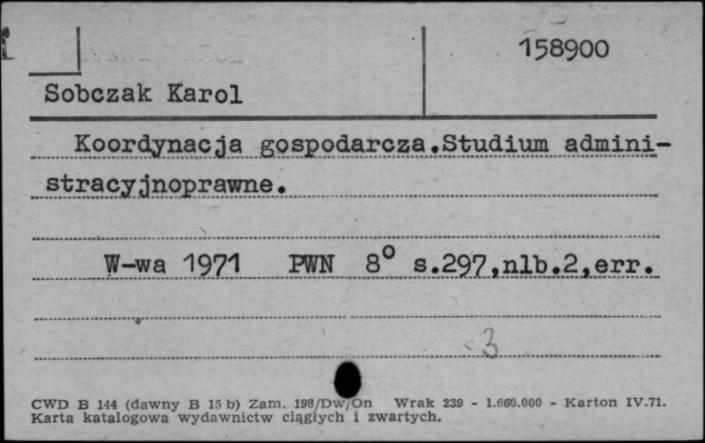 158900
Sobczak Karol
Koordynacja gospodarcza.Studium admini-
stracyjnoprawne.
W-wa 1971 PWN 8° s.297,nlb.2,err.
3
CWD B 144 (dawny B 15 b) Zam. 198/Dw/On Wrak 239 - 1.660.000 - Karton IV.71.
Karta katalogowa wydawnictw ciągłych i zwartych.